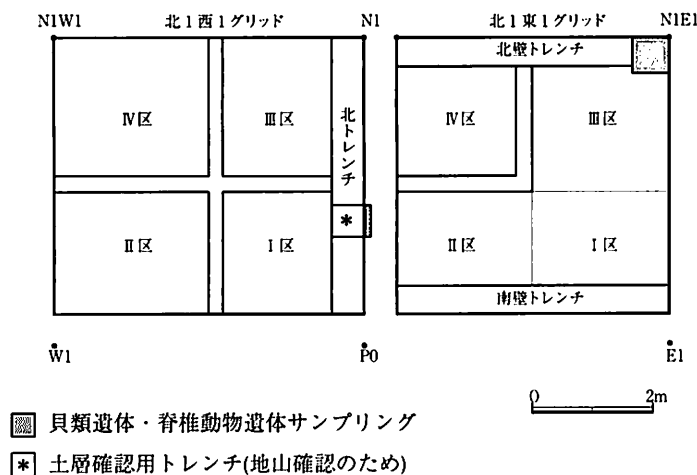 N1W1 北1西1グリッド N1 北1東1グリッド N1E1
北壁トレンチ
Ⅳ区 Ⅲ区 北トレンチ Ⅳ区 Ⅲ区
*
Ⅱ区 Ⅰ区 Ⅱ区 Ⅰ区
南壁トレンチ
W1 P0 E1
0 2m
貝類遺体・脊椎動物遺体サンプリング
* 土層確認用トレンチ(地山確認のため)